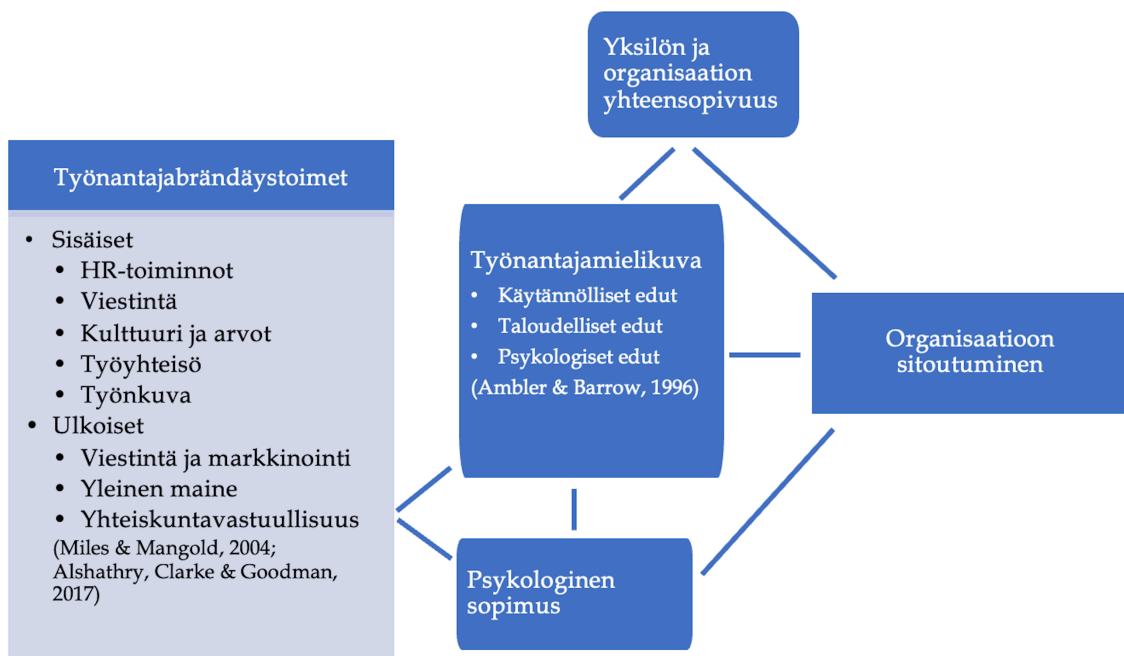 Yksilön ja
organisaation
yhteensopivuus
Työnantajabrändäystoimet
• Sisäiset
• HR-toiminnot
• Viestintä
• Kulttuuri ja arvot
• Työyhteisö
• Työnkuva
• Ulkoiset
• Viestintä ja markkinointi
• Yleinen maine
• Yhteiskuntavastuullisuus
(Miles & Mangold, 2004;
Alshathry, Clarke & Goodman,
2017)
Työnantajamielikuva
• Käytännölliset edut
• Taloudelliset edut
• Psykologiset edut
(Ambler & Barrow, 1996)
Psykologinen
sopimus
Organisaatioon
sitoutuminen